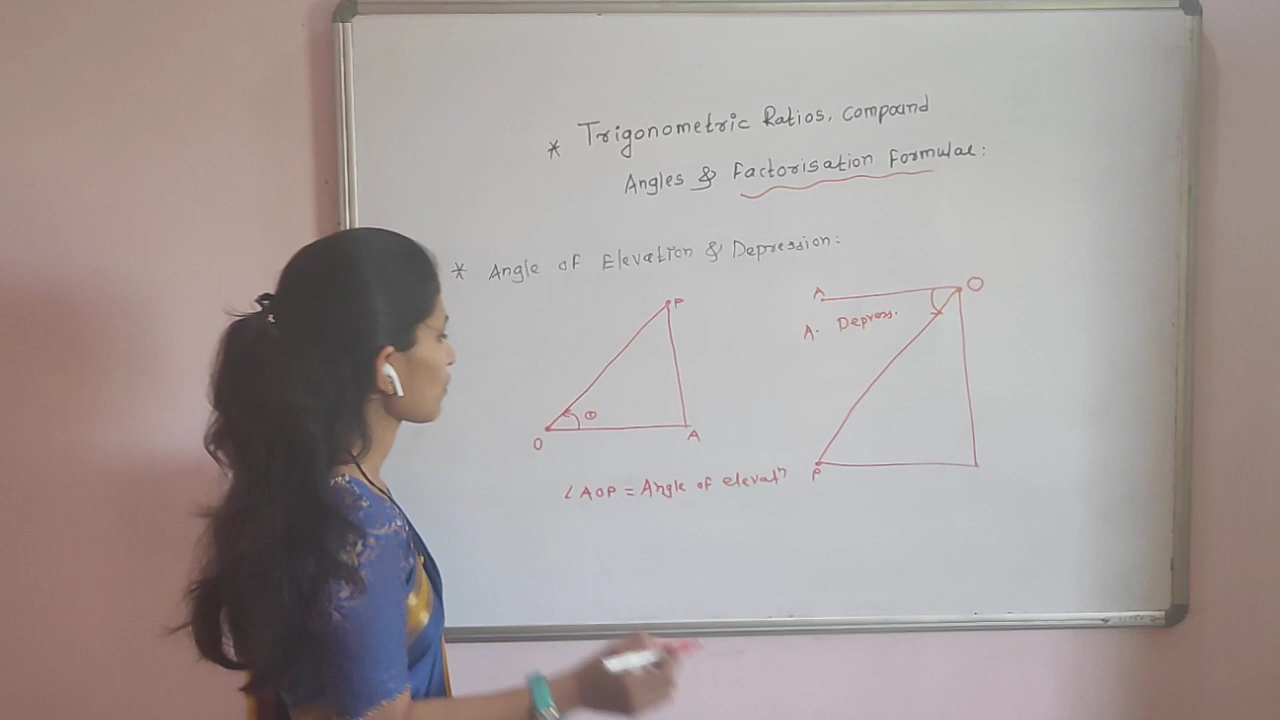 * Trigonometric Ratios, Compound
Angles & Factorisation Formulae:
* Angle of Elevation & Depression:
P
θ
O
A
∠AOP = Angle of elevatⁿ
A
O
A. Depress.
P